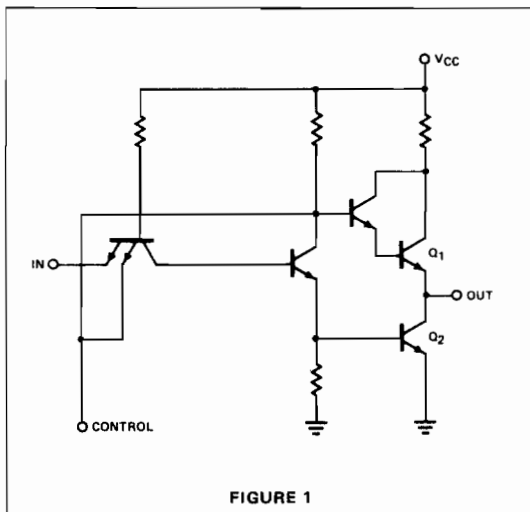 VCC
IN
Q1
OUT
Q2
CONTROL
FIGURE 1